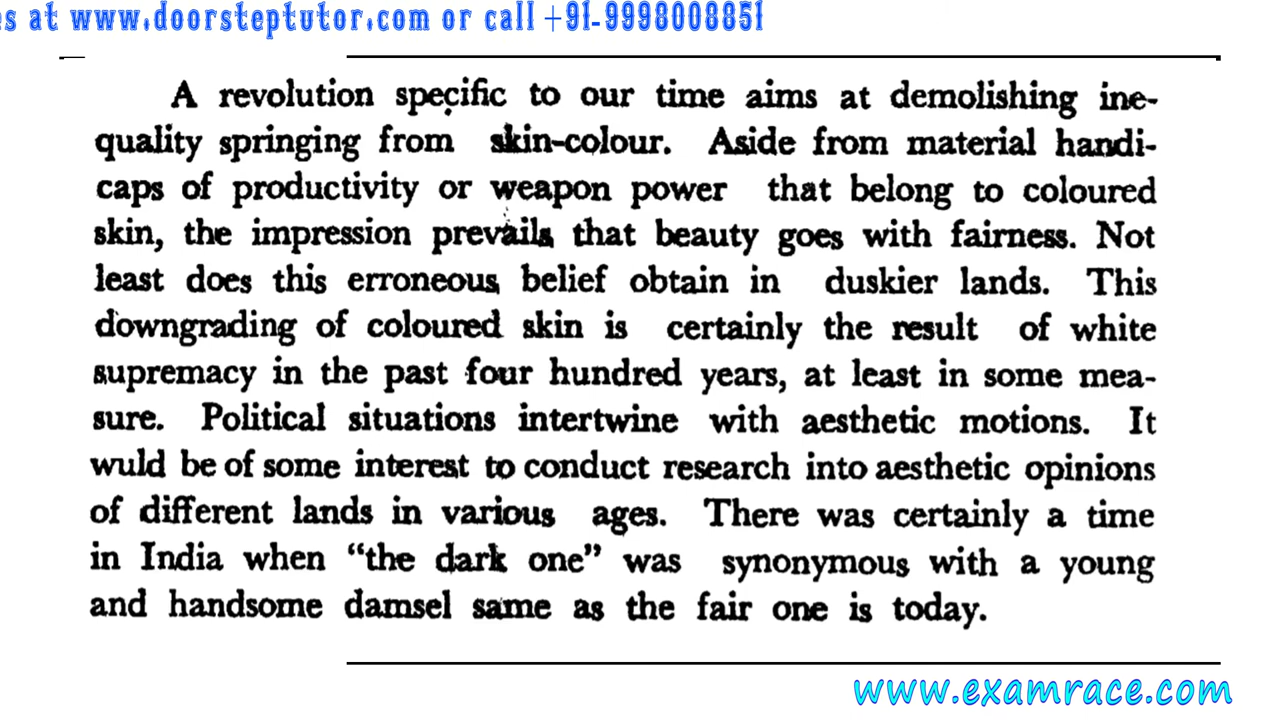 es at www.doorsteptutor.com or call +91-9998008851
A revolution specific to our time aims at demolishing ine-
quality springing from skin-colour. Aside from material handi-
caps of productivity or weapon power that belong to coloured
skin, the impression prevails that beauty goes with fairness. Not
least does this erroneous belief obtain in duskier lands. This
downgrading of coloured skin is certainly the result of white
supremacy in the past four hundred years, at least in some mea-
sure. Political situations intertwine with aesthetic motions. It
wuld be of some interest to conduct research into aesthetic opinions
of different lands in various ages. There was certainly a time
in India when “the dark one” was synonymous with a young
and handsome damsel same as the fair one is today.
www.examrace.com